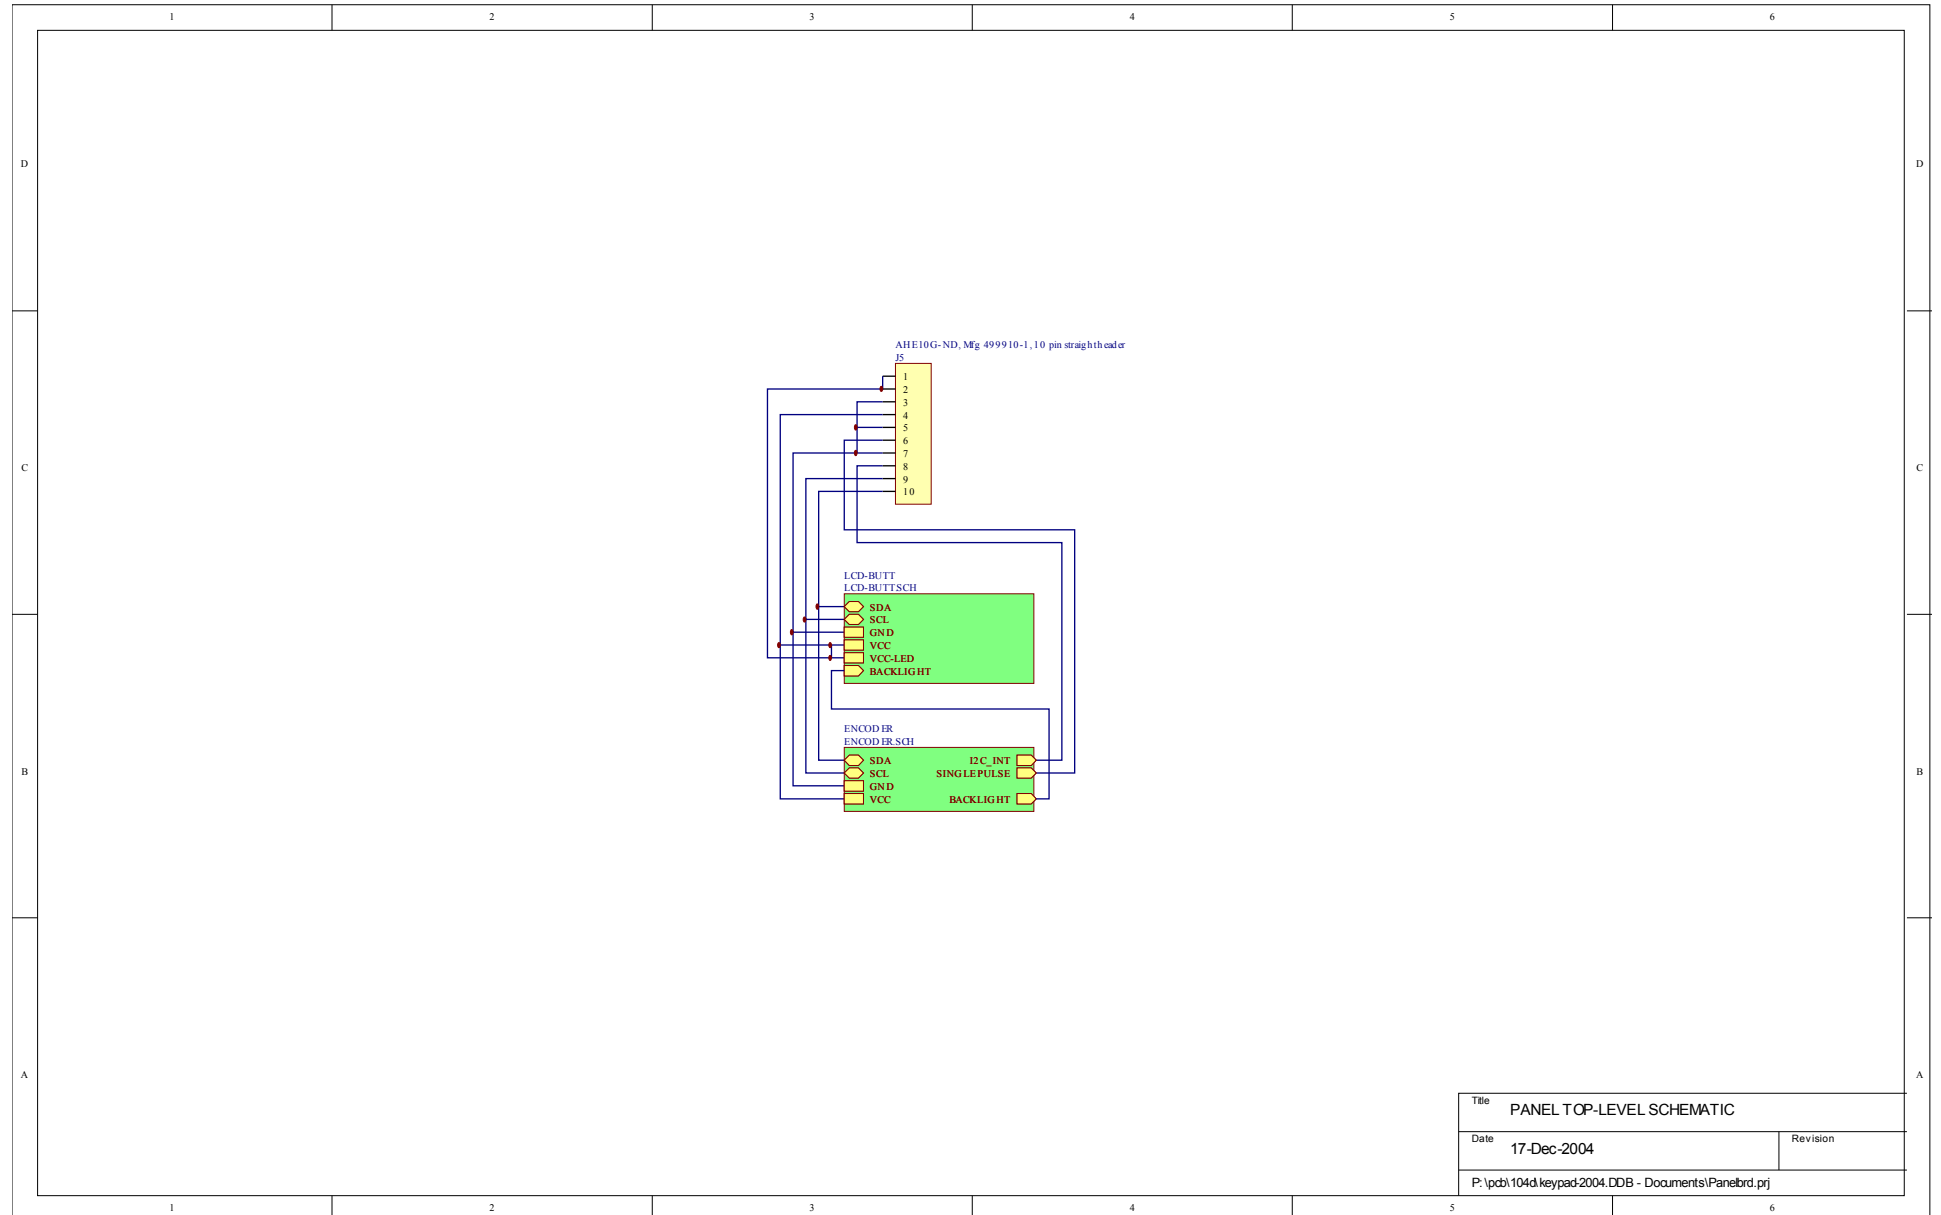 1 2 3 4 5 6
D D
AHE10G-ND, Mfg 499910-1, 10 pin straight header
J5
1
2
3
4
5
6
7
8
9
10
C C
LCD-BUTT
LCD-BUTT.SCH
SDA
SCL
GND
VCC
VCC-LED
BACKLIGHT
ENCODER
ENCODER.SCH
SDA I2C_INT
SCL SINGLEPULSE
GND
VCC BACKLIGHT
B B
A A
Title PANEL TOP-LEVEL SCHEMATIC
Date 17-Dec-2004 Revision
P:\pcb\104d\keypad-2004.DDB - Documents\Panelbrd.prj
1 2 3 4 5 6